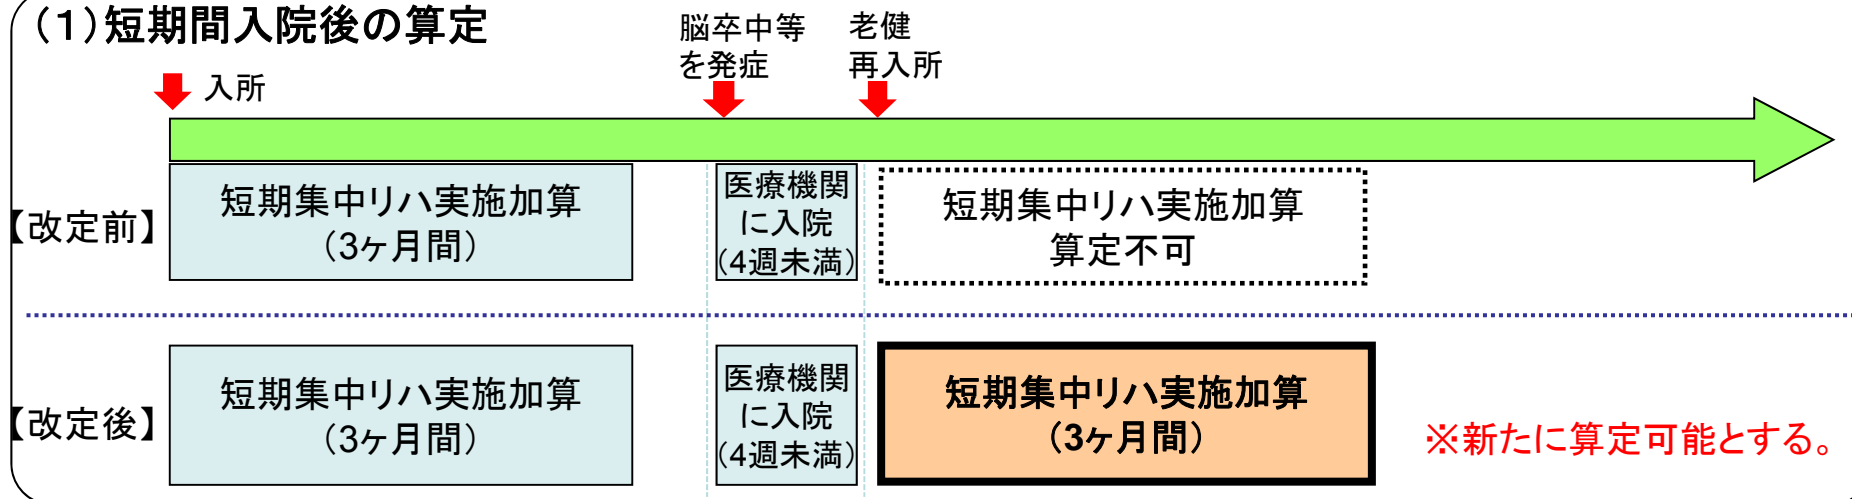 （１）短期間入院後の算定
入所
脳卒中等
を発症
老健
再入所
【改定前】
短期集中リハ実施加算
（3ヶ月間）
医療機関
に入院
（4週未満）
短期集中リハ実施加算
算定不可
【改定後】
短期集中リハ実施加算
（3ヶ月間）
医療機関
に入院
（4週未満）
短期集中リハ実施加算
（3ヶ月間）
※新たに算定可能とする。